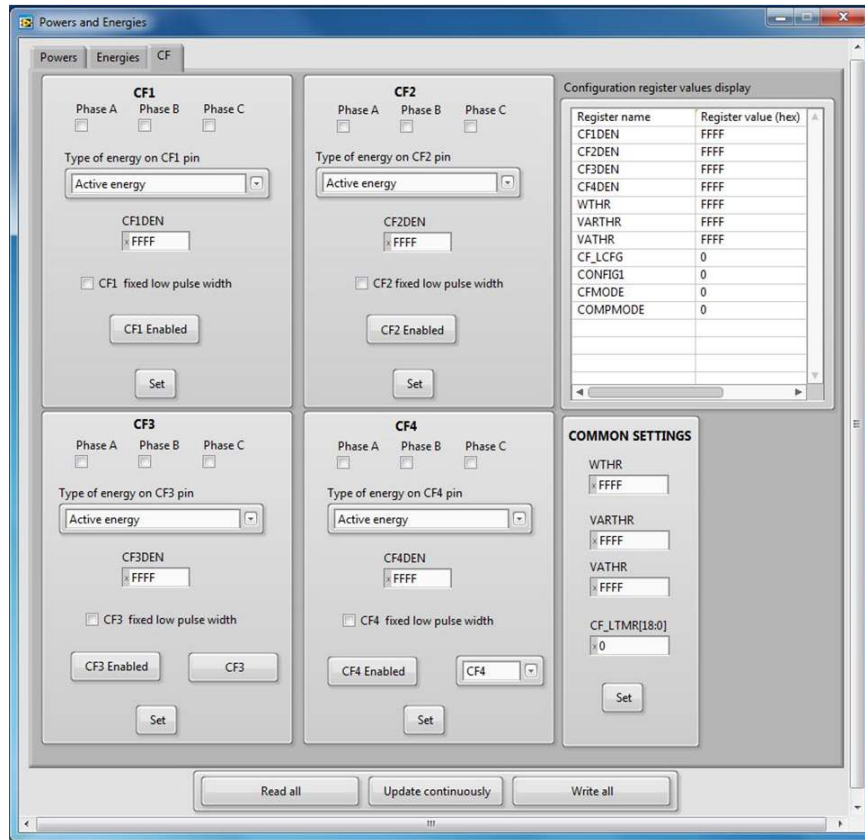 Powers and Energies
Powers Energies CF
CF1
Phase A Phase B Phase C
Type of energy on CF1 pin
Active energy
CF1DEN
x FFFF
CF1 fixed low pulse width
CF1 Enabled
Set
CF2
Phase A Phase B Phase C
Type of energy on CF2 pin
Active energy
CF2DEN
x FFFF
CF2 fixed low pulse width
CF2 Enabled
Set
Configuration register values display
Register name Register value (hex)
CF1DEN FFFF
CF2DEN FFFF
CF3DEN FFFF
CF4DEN FFFF
WTHR FFFF
VARTHR FFFF
VATHR FFFF
CF_LCFG 0
CONFIG1 0
CFMODE 0
COMPMODE 0
CF3
Phase A Phase B Phase C
Type of energy on CF3 pin
Active energy
CF3DEN
x FFFF
CF3 fixed low pulse width
CF3 Enabled CF3
Set
CF4
Phase A Phase B Phase C
Type of energy on CF4 pin
Active energy
CF4DEN
x FFFF
CF4 fixed low pulse width
CF4 Enabled CF4
Set
COMMON SETTINGS
WTHR
x FFFF
VARTHR
x FFFF
VATHR
x FFFF
CF_LTMR[18:0]
x 0
Set
Read all Update continuously Write all